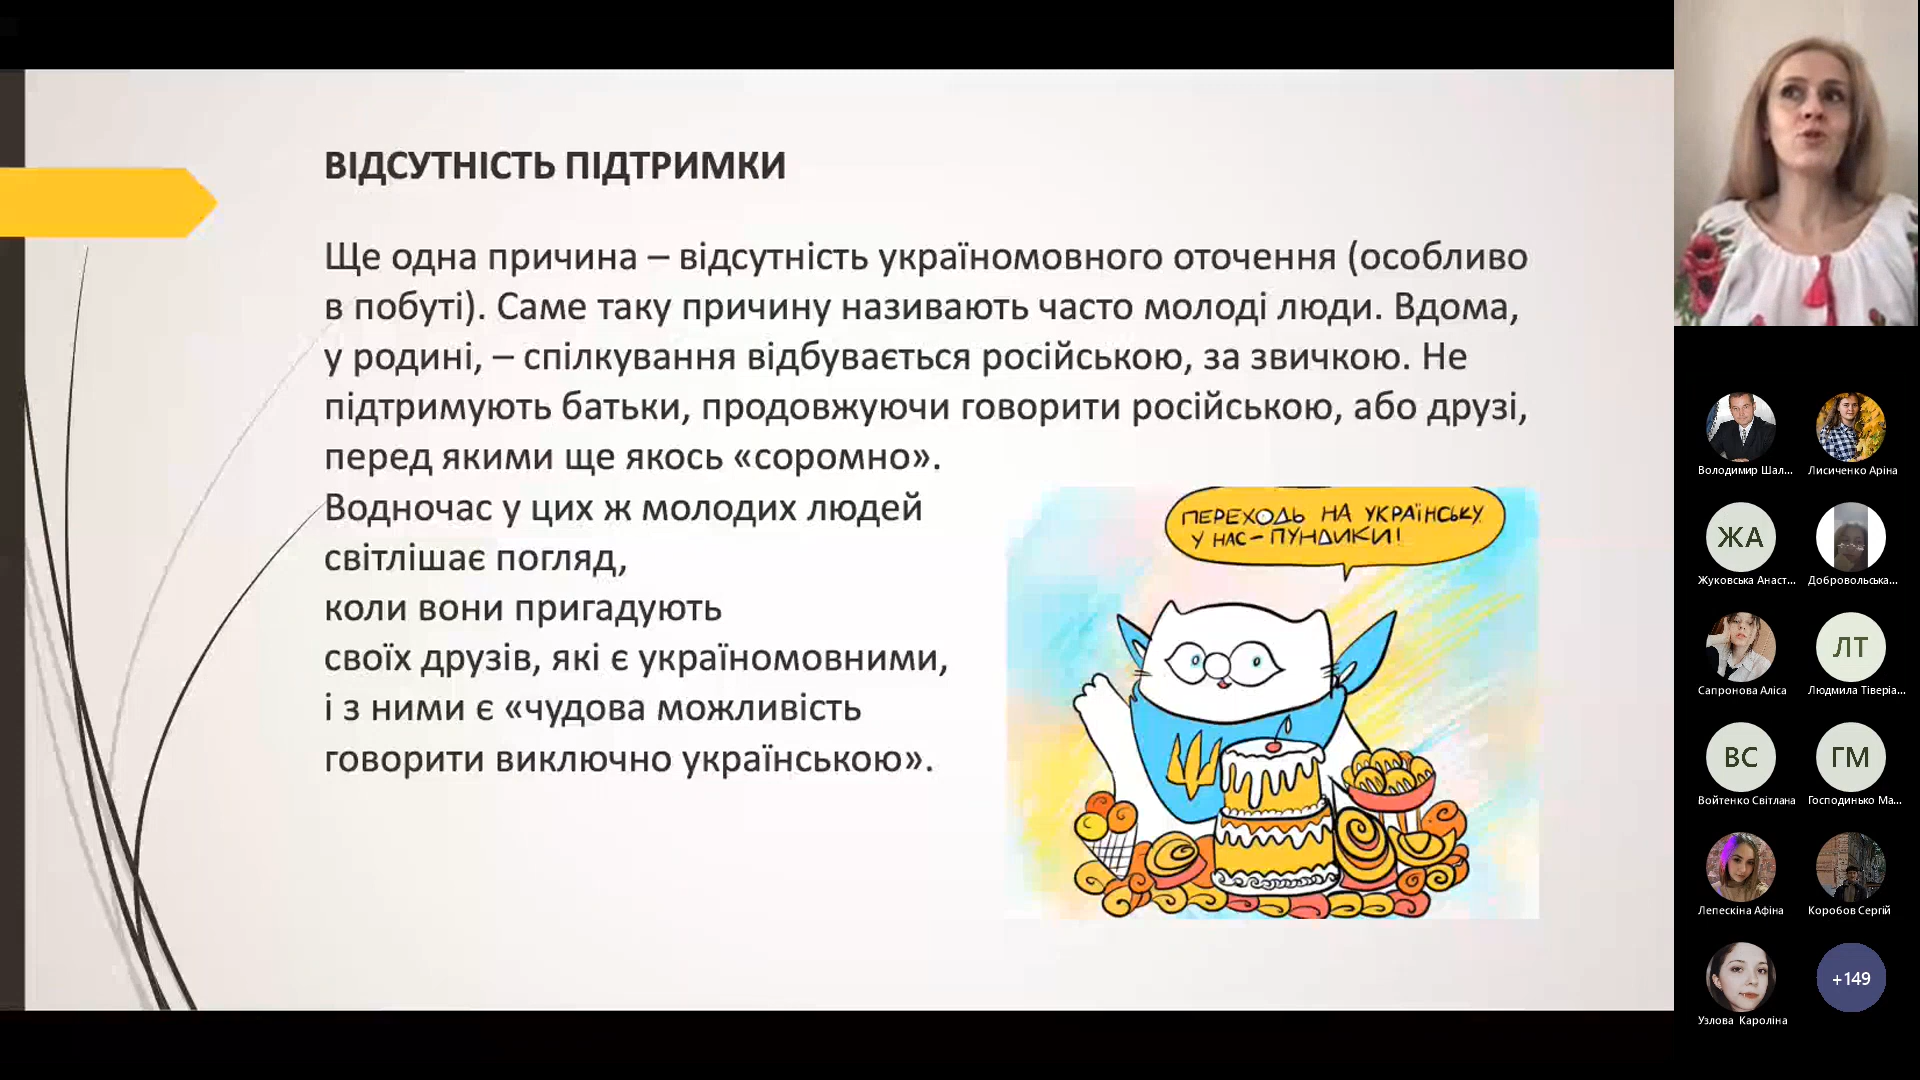 ВІДСУТНІСТЬ ПІДТРИМКИ
Ще одна причина – відсутність україномовного оточення (особливо
в побуті). Саме таку причину називають часто молоді люди. Вдома,
у родині, – спілкування відбувається російською, за звичкою. Не
підтримують батьки, продовжуючи говорити російською, або друзі,
перед якими ще якось «соромно».
Водночас у цих ж молодих людей
світлішає погляд,
коли вони пригадують
своїх друзів, які є україномовними,
і з ними є «чудова можливість
говорити виключно українською».
ПЕРЕХОДЬ НА УКРАЇНСЬКУ
У НАС – ПУНДИКИ!
Володимир Шал...
Лисиченко Аріна
ЖА
Жуковська Анаст...
Добровольська...
Сапронова Аліса
ЛТ
Людмила Тіверіа...
ВС
Войтенко Світлана
ГМ
Господинько Ма...
Лепескіна Афіна
Коробов Сергій
Узлова Кароліна
+149